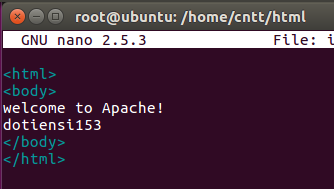 root@ubuntu: /home/cntt/html
GNU nano 2.5.3 File: i
<html>
<body>
welcome to Apache!
dotiensi153
</body>
</html>